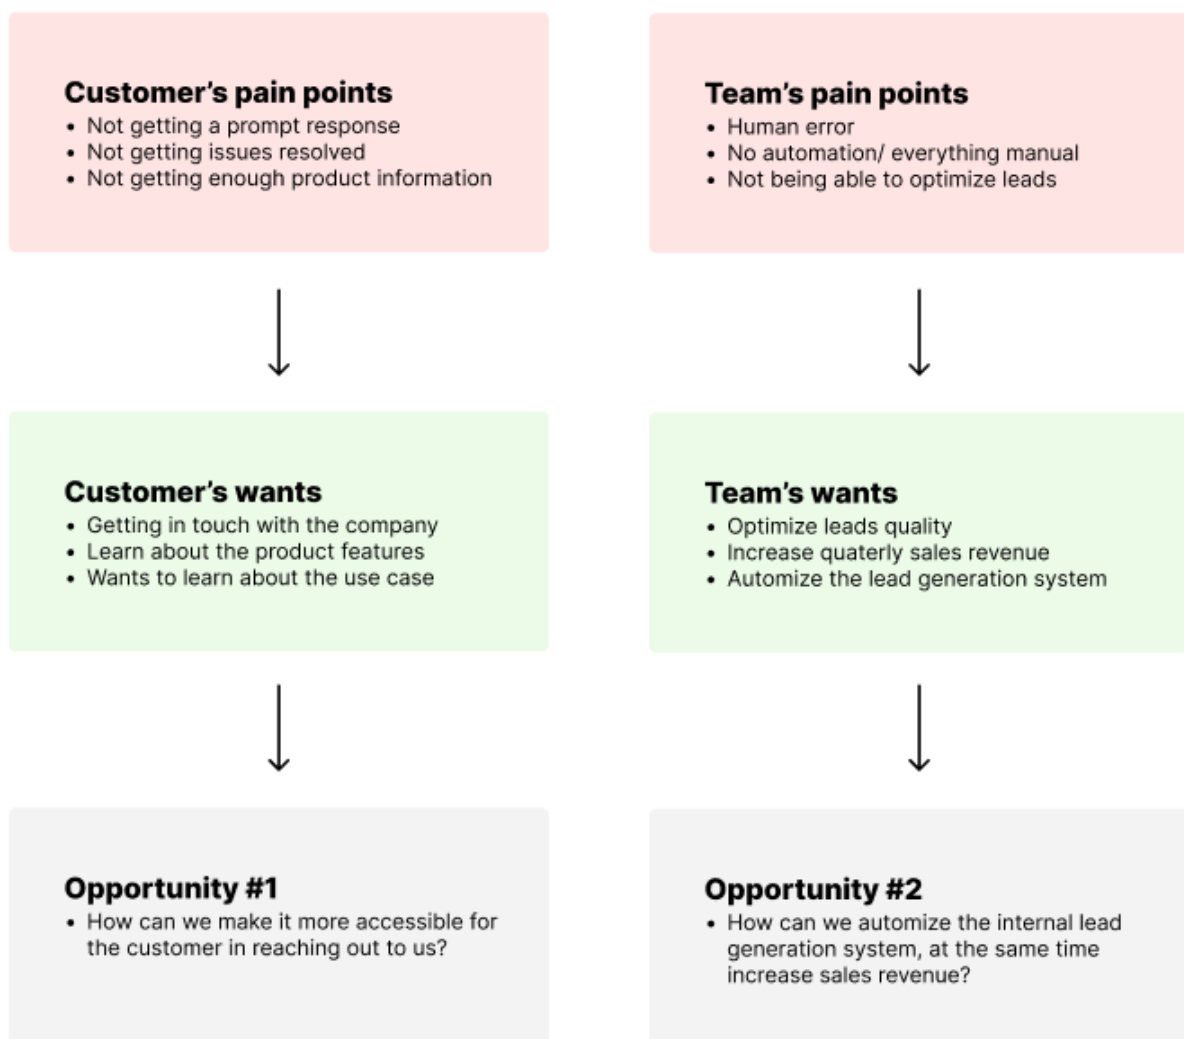 Customer’s pain points
• Not getting a prompt response
• Not getting issues resolved
• Not getting enough product information
Team’s pain points
• Human error
• No automation/ everything manual
• Not being able to optimize leads
Customer’s wants
• Getting in touch with the company
• Learn about the product features
• Wants to learn about the use case
Team’s wants
• Optimize leads quality
• Increase quaterly sales revenue
• Automize the lead generation system
Opportunity #1
• How can we make it more accessible for
the customer in reaching out to us?
Opportunity #2
• How can we automize the internal lead
generation system, at the same time
increase sales revenue?